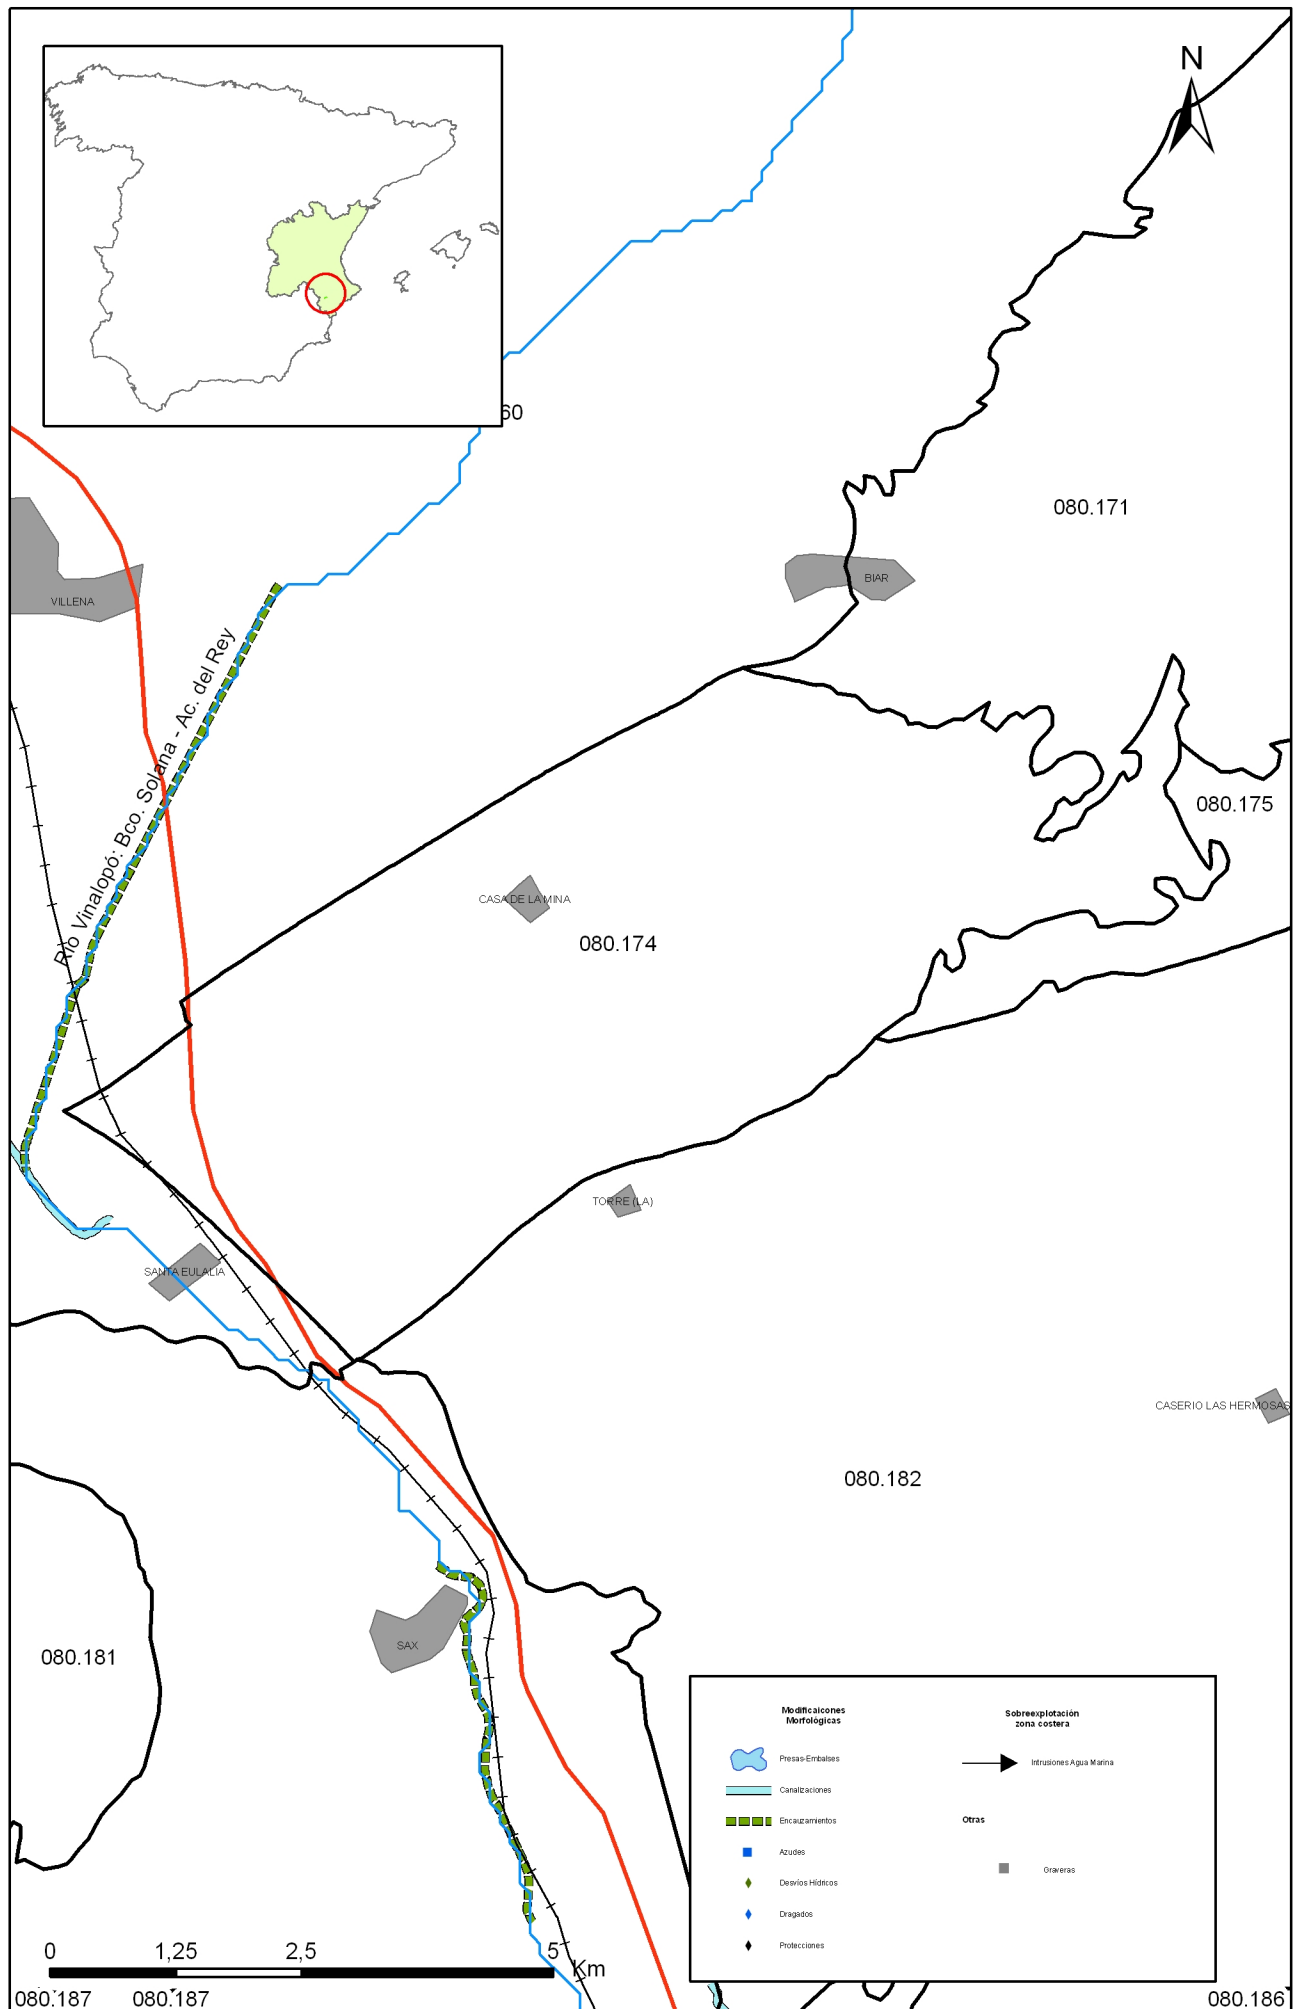 N
60
080.171
VILLENA
BIAR
Río Vinalopó: Bco. Solana - Ac. del Rey
080.175
CASA DE LA MINA
080.174
TORRE (LA)
SANTA EULALIA
CASERIO LAS HERMOSAS
080.182
SAX
080.181
Modificaicones
Morfológicas
Presas-Embalses
Canalizaciones
Encauzamientos
Azudes
Desvíos Hídricos
Dragados
Protecciones
Sobreexplotación
zona costera
Intrusiones Agua Marina
Otras
Graveras
0 1,25 2,5 5
Km
080.187 080.187 080.186